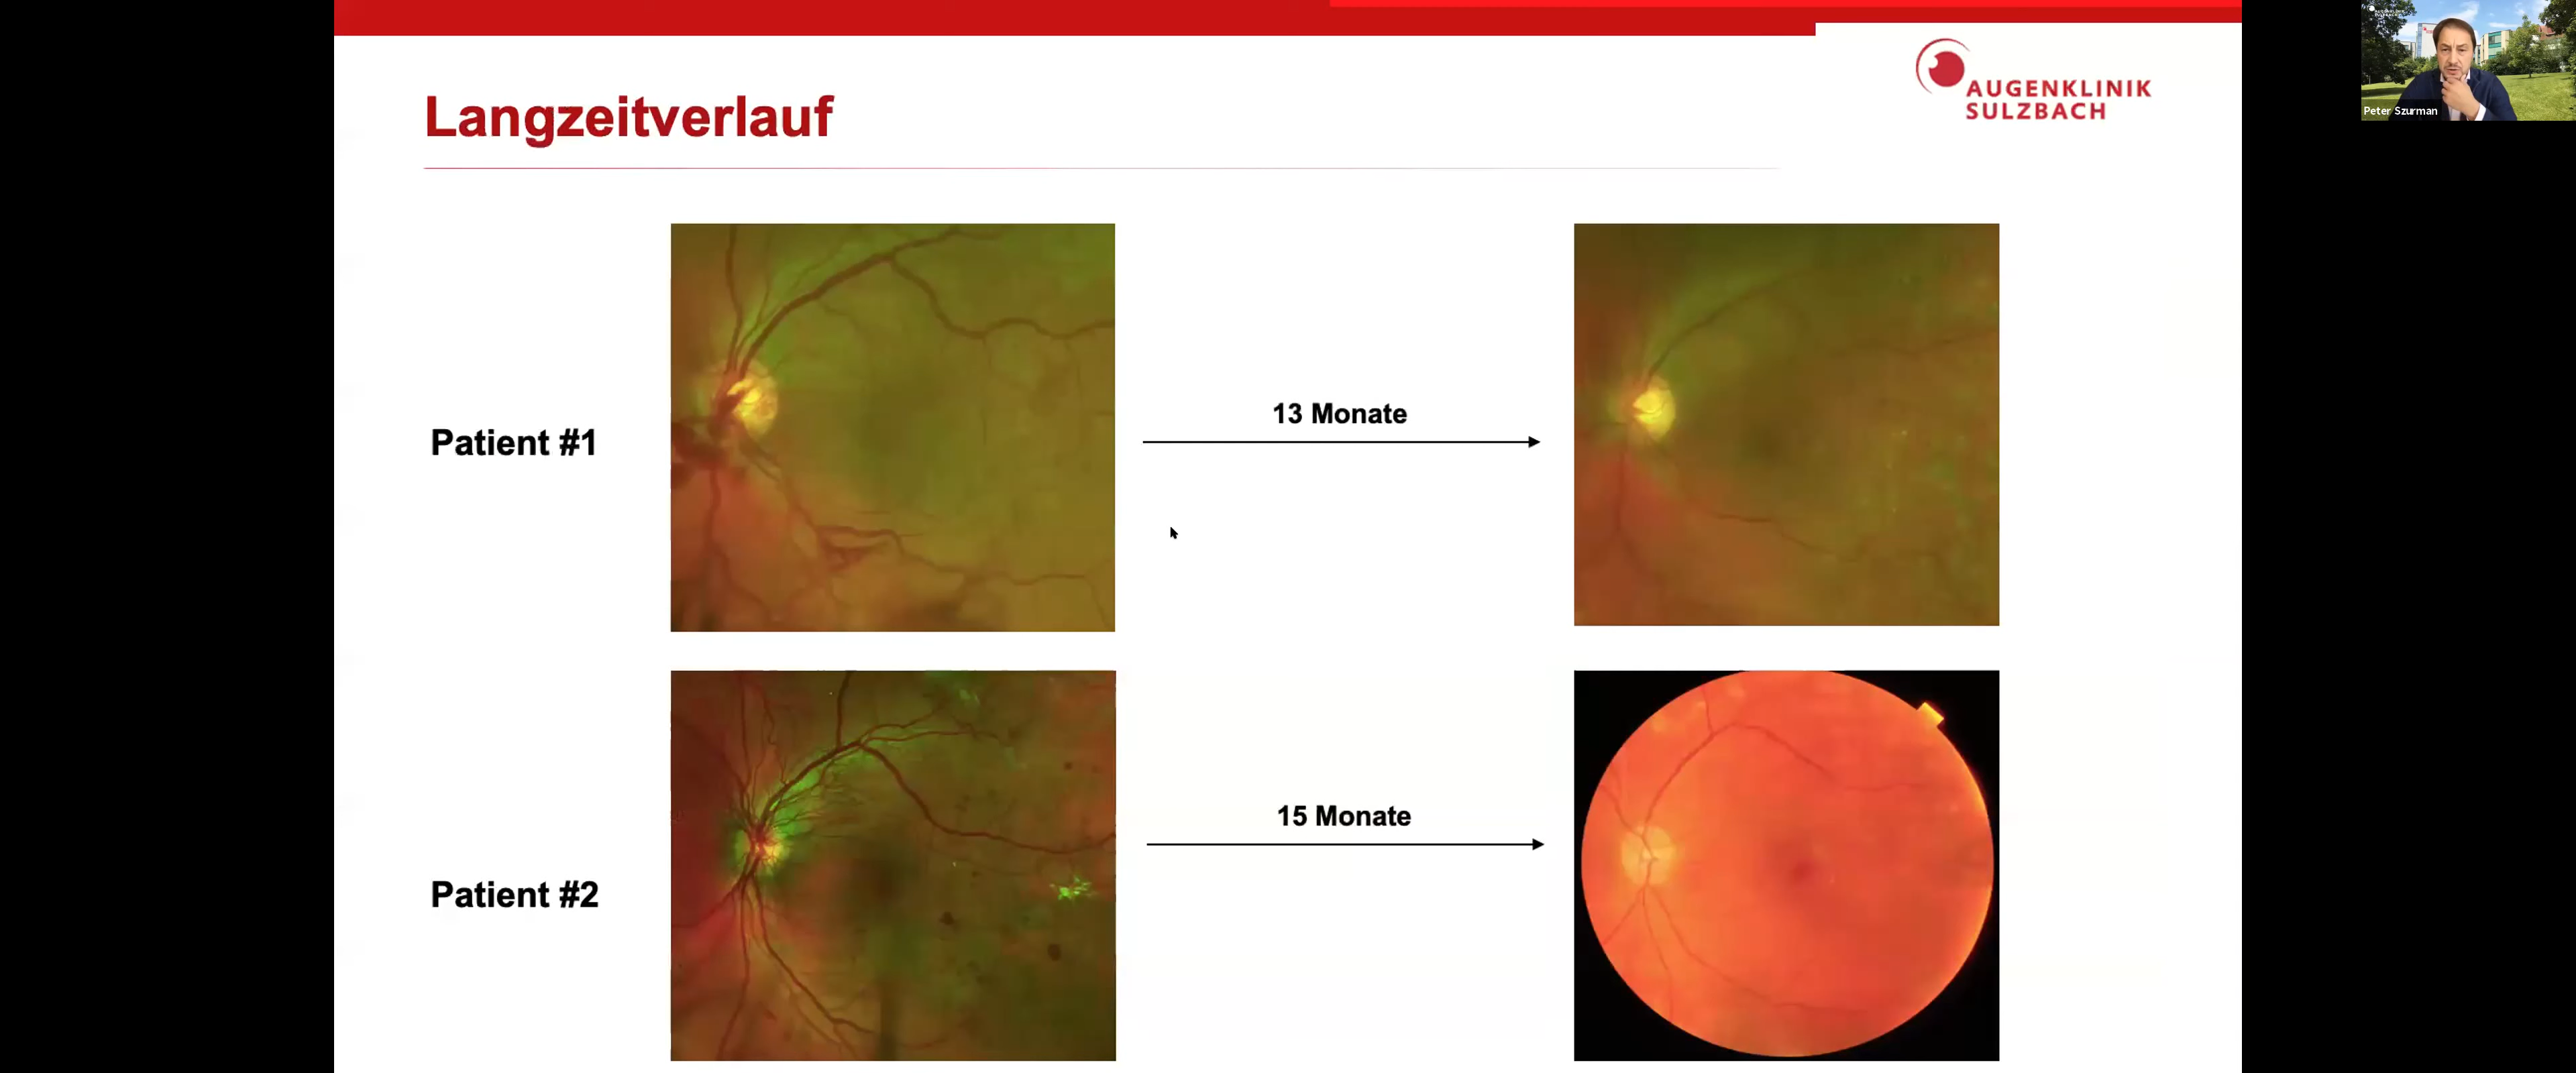 Langzeitverlauf
AUGENKLINIK
SULZBACH
Peter Szurman
Patient #1
13 Monate
Patient #2
15 Monate